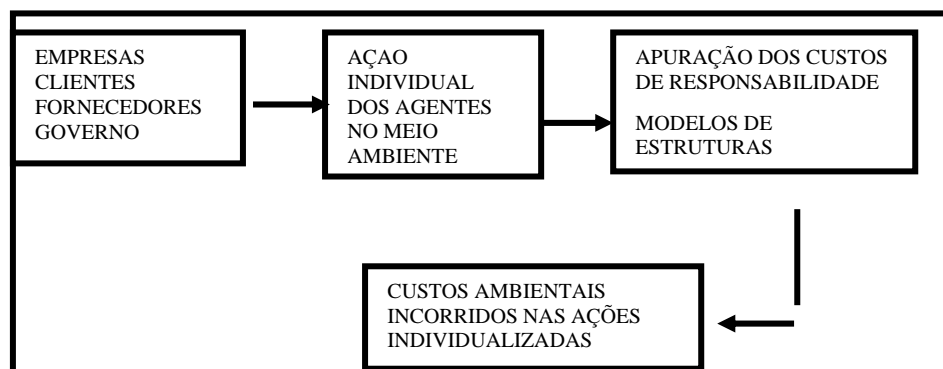 EMPRESAS
CLIENTES
FORNECEDORES
GOVERNO
AÇAO
INDIVIDUAL
DOS AGENTES
NO MEIO
AMBIENTE
APURAÇÃO DOS CUSTOS
DE RESPONSABILIDADE
MODELOS DE
ESTRUTURAS
CUSTOS AMBIENTAIS
INCORRIDOS NAS AÇÕES
INDIVIDUALIZADAS